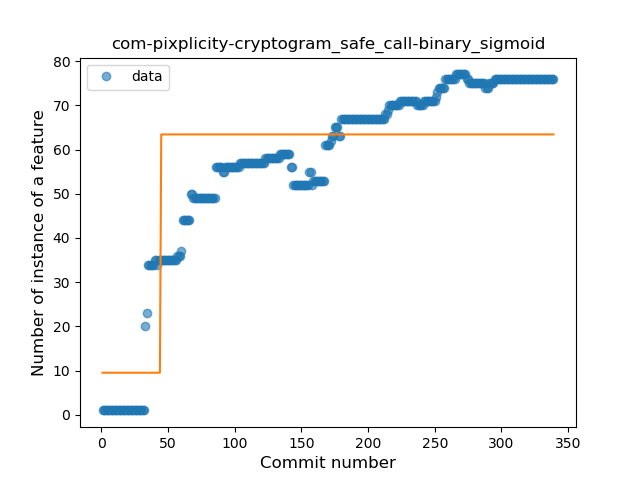 com-pixplicity-cryptogram_safe_call-binary_sigmoid
data
Number of instance of a feature
80
70
60
50
40
30
20
10
0
0 50 100 150 200 250 300 350
Commit number